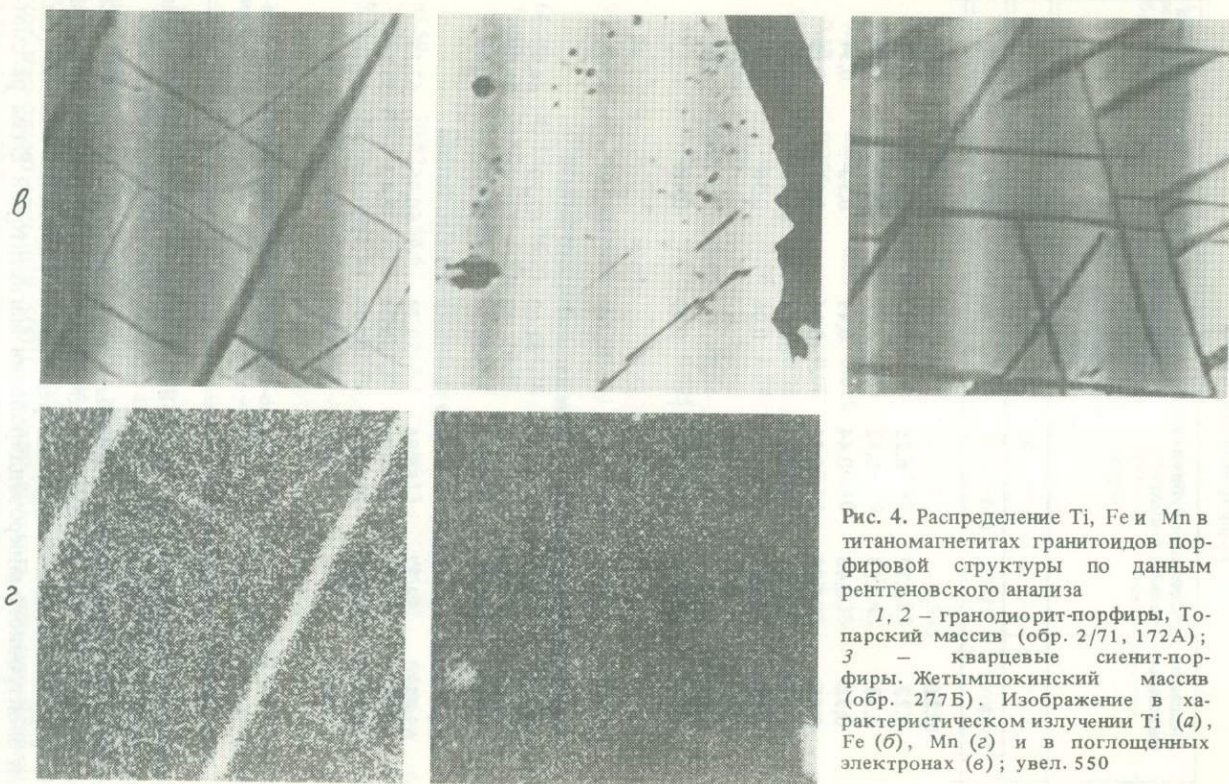 в
г
Рис. 4. Распределение Ti, Fe и Mn в
титаномагнетитах гранитоидов пор-
фировой структуры по данным
рентгеновского анализа
1, 2 – гранодиорит-порфиры, То-
парский массив (обр. 2/71, 172А);
3 – кварцевые сиенит-пор-
фиры. Жетымшокинский массив
(обр. 277Б). Изображение в ха-
рактеристическом излучении Ti (а),
Fe (б), Mn (г) и в поглощенных
электронах (в); увел. 550